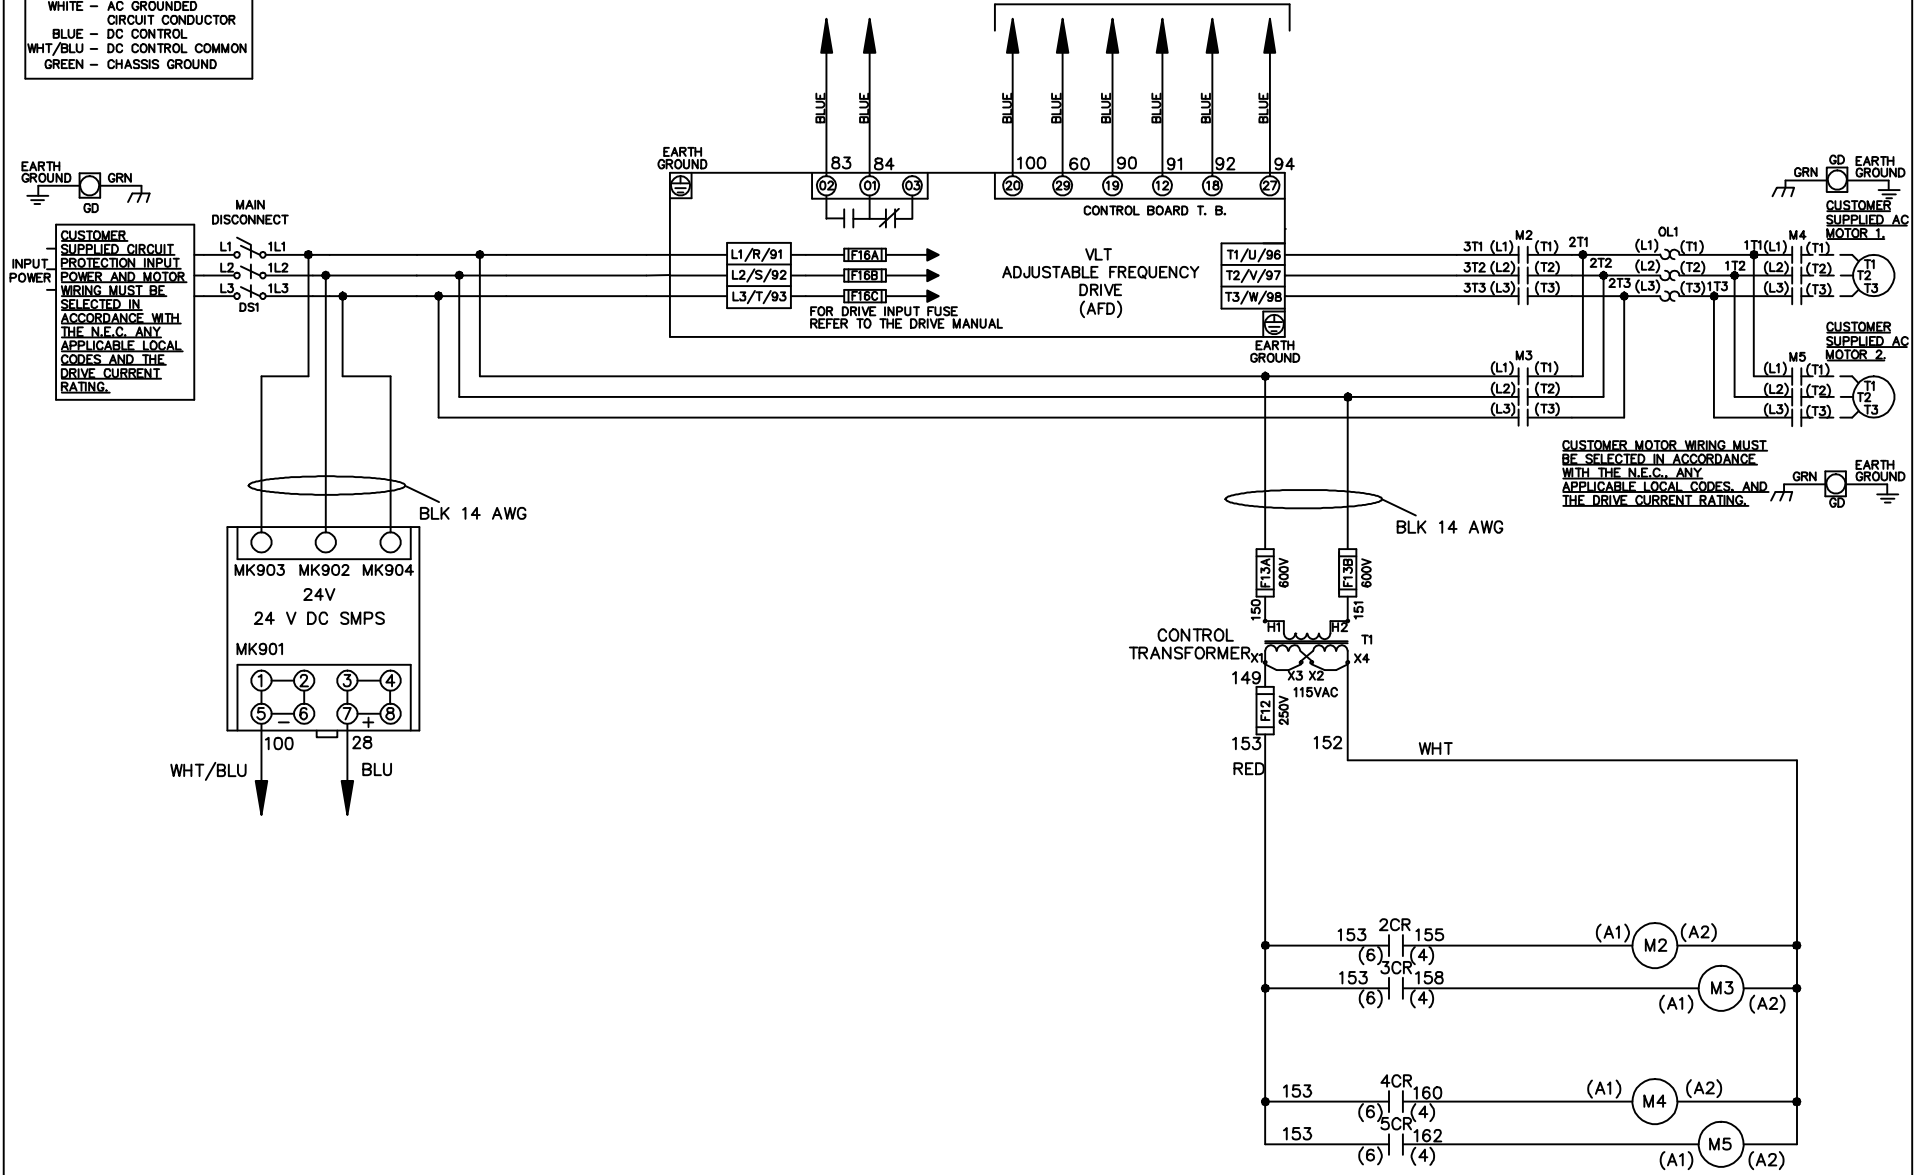 WHITE – AC GROUNDED
CIRCUIT CONDUCTOR
BLUE – DC CONTROL
WHT/BLU – DC CONTROL COMMON
GREEN – CHASSIS GROUND
BLUE
BLUE
BLUE
BLUE
BLUE
BLUE
BLUE
BLUE
EARTH
GROUND
83
84
100
60
90
91
92
94
02
01
03
20
29
19
12
18
27
CONTROL BOARD T. B.
EARTH
GROUND
GRN
GD
MAIN
DISCONNECT
INPUT
POWER
CUSTOMER
SUPPLIED CIRCUIT
PROTECTION INPUT
POWER AND MOTOR
WIRING MUST BE
SELECTED IN
ACCORDANCE WITH
THE N.E.C. ANY
APPLICABLE LOCAL
CODES AND THE
DRIVE CURRENT
RATING.
L1
1L1
L2
1L2
L3
1L3
DS1
L1/R/91
L2/S/92
L3/T/93
F16A
F16B
F16C
FOR DRIVE INPUT FUSE
REFER TO THE DRIVE MANUAL
VLT
ADJUSTABLE FREQUENCY
DRIVE
(AFD)
T1/U/96
T2/V/97
T3/W/98
EARTH
GROUND
M2
3T1 (L1) (T1) 2T1
3T2 (L2) (T2) 2T2
3T3 (L3) (T3) 2T3
OL1
(L1) (T1) 1T1
(L2) (T2) 1T2
(L3) (T3) 1T3
M4
(L1) (T1)
(L2) (T2)
(L3) (T3)
T1
T2
T3
GRN
GD
EARTH
GROUND
CUSTOMER
SUPPLIED AC
MOTOR 1.
M3
(L1) (T1)
(L2) (T2)
(L3) (T3)
M5
(L1) (T1)
(L2) (T2)
(L3) (T3)
T1
T2
T3
CUSTOMER
SUPPLIED AC
MOTOR 2.
CUSTOMER MOTOR WIRING MUST
BE SELECTED IN ACCORDANCE
WITH THE N.E.C., ANY
APPLICABLE LOCAL CODES, AND
THE DRIVE CURRENT RATING.
GRN
GD
EARTH
GROUND
BLK 14 AWG
MK903 MK902 MK904
24V
24 V DC SMPS
MK901
1
2
3
4
5
6
7
8
–
+
100
28
WHT/BLU
BLU
BLK 14 AWG
F13A
600V
F13B
600V
150
151
H1
H2
T1
CONTROL
TRANSFORMER
X1
X4
X3 X2
149
115VAC
F12
250V
153
152
RED
WHT
2CR
153
155
(6) (4)
(A1)
M2
(A2)
3CR
153
158
(6) (4)
(A1)
M3
(A2)
4CR
153
160
(6) (4)
(A1)
M4
(A2)
5CR
153
162
(6) (4)
(A1)
M5
(A2)